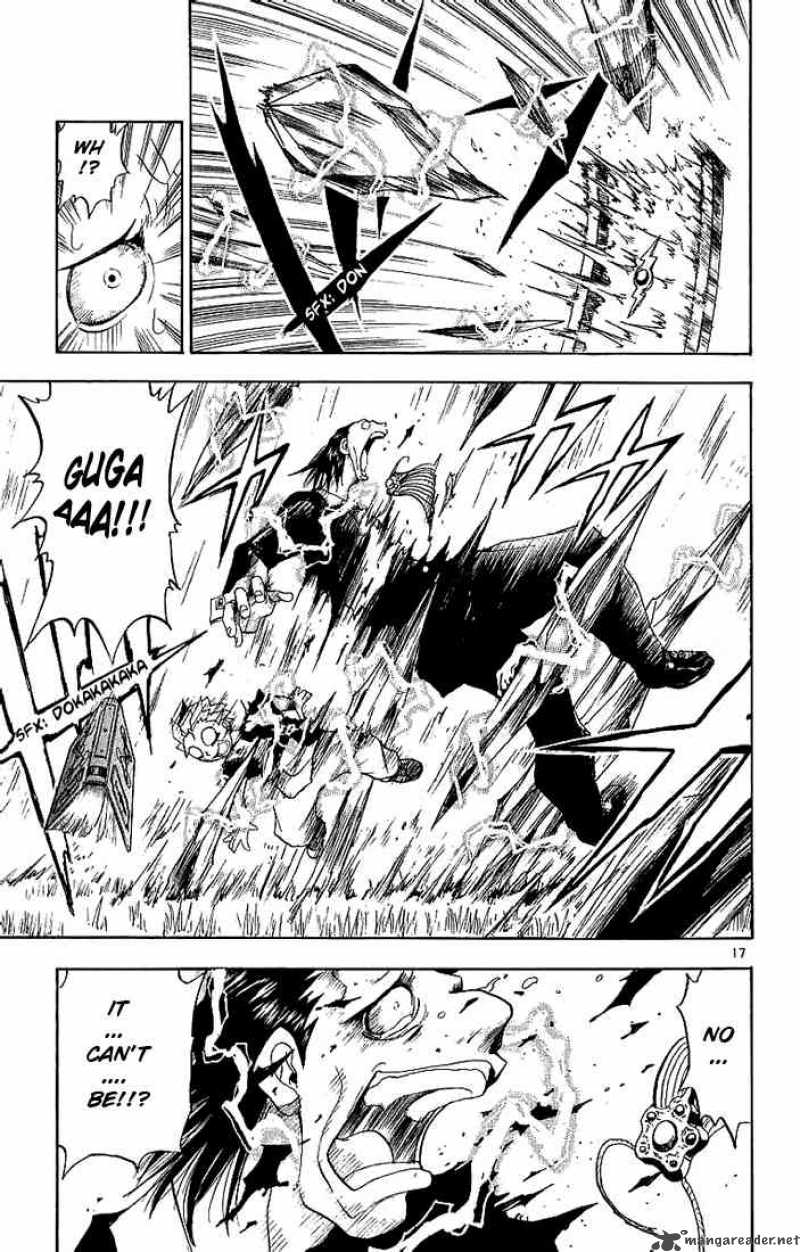 SFX: DON
WH
!?
GUGA
AAA!!!
SFX: DOKAKAKAKA
17
NO
...
IT
...
CAN'T
....
BE!!?
mangareader.net